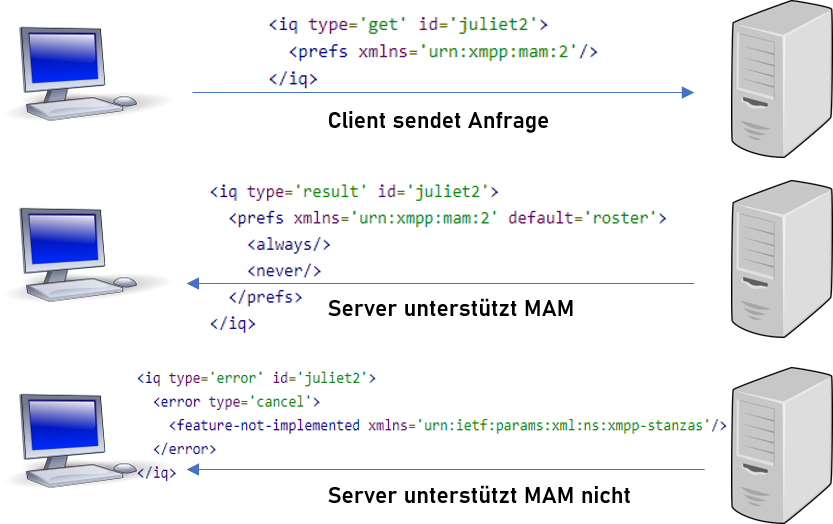 <iq type='get' id='juliet2'>
<prefs xmlns='urn:xmpp:mam:2'/>
</iq>
Client sendet Anfrage
<iq type='result' id='juliet2'>
<prefs xmlns='urn:xmpp:mam:2' default='roster'>
<always/>
<never/>
</prefs>
Server unterstützt MAM
</iq>
<iq type='error' id='juliet2'>
<error type='cancel'>
<feature-not-implemented xmlns='urn:ietf:params:xml:ns:xmpp-stanzas'/>
</error>
</iq>
Server unterstützt MAM nicht